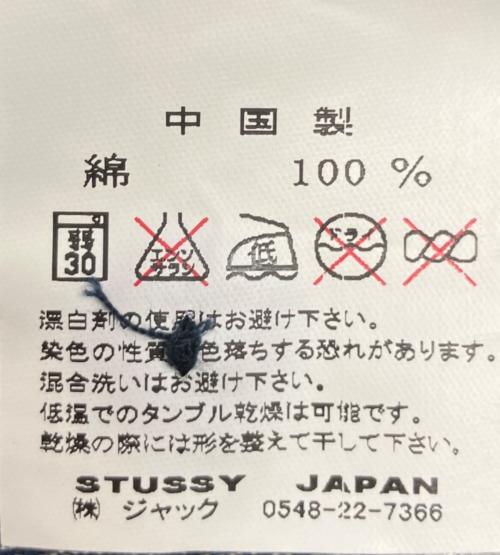 中国製
綿 100%
弱 30 エンソ サラシ 低 ドライ
漂白剤の使用はお避け下さい。
染色の性質 色落ちする恐れがあります。
混合洗いはお避け下さい。
低温でのタンブル乾燥は可能です。
乾燥の際には形を整えて干して下さい。
STUSSY JAPAN
㈱ ジャック 0548-22-7366